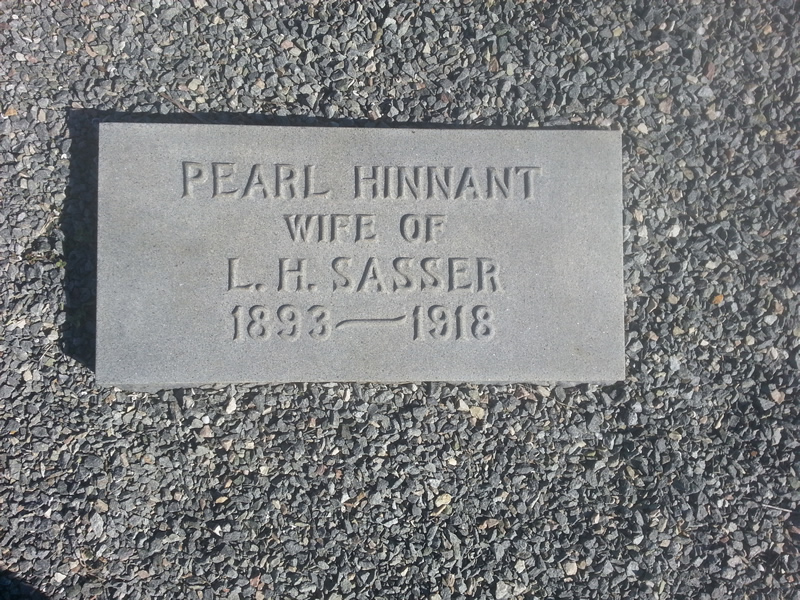 PEARL HINNANT
WIFE OF
L. H. SASSER
1893—1918